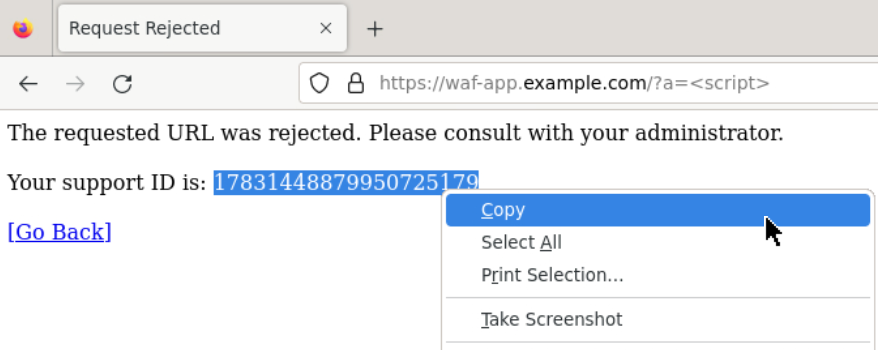 Request Rejected
https://waf-app.example.com/?a=<script>
The requested URL was rejected. Please consult with your administrator.
Your support ID is: 17831448879950725179
[Go Back]
Copy
Select All
Print Selection...
Take Screenshot